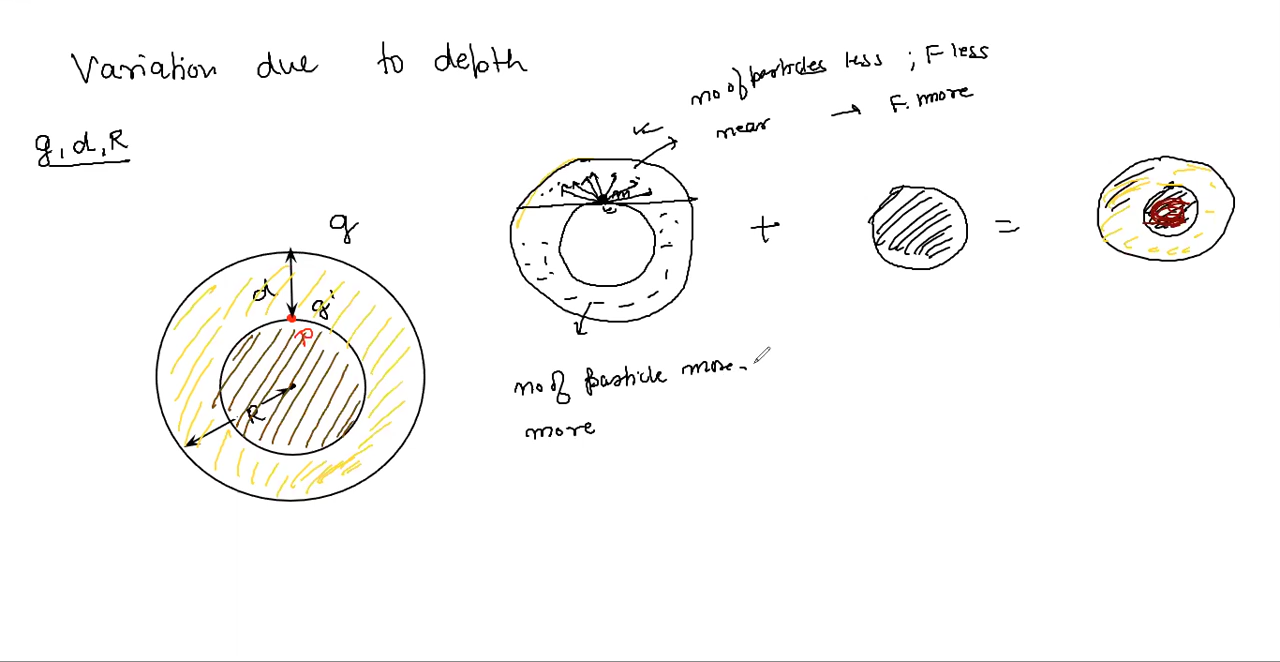 Variation due to depth
no of particles less ; F less
near → F. more
g, d, R
m
+
=
g
d
g'
P
R
no of particle more.
more